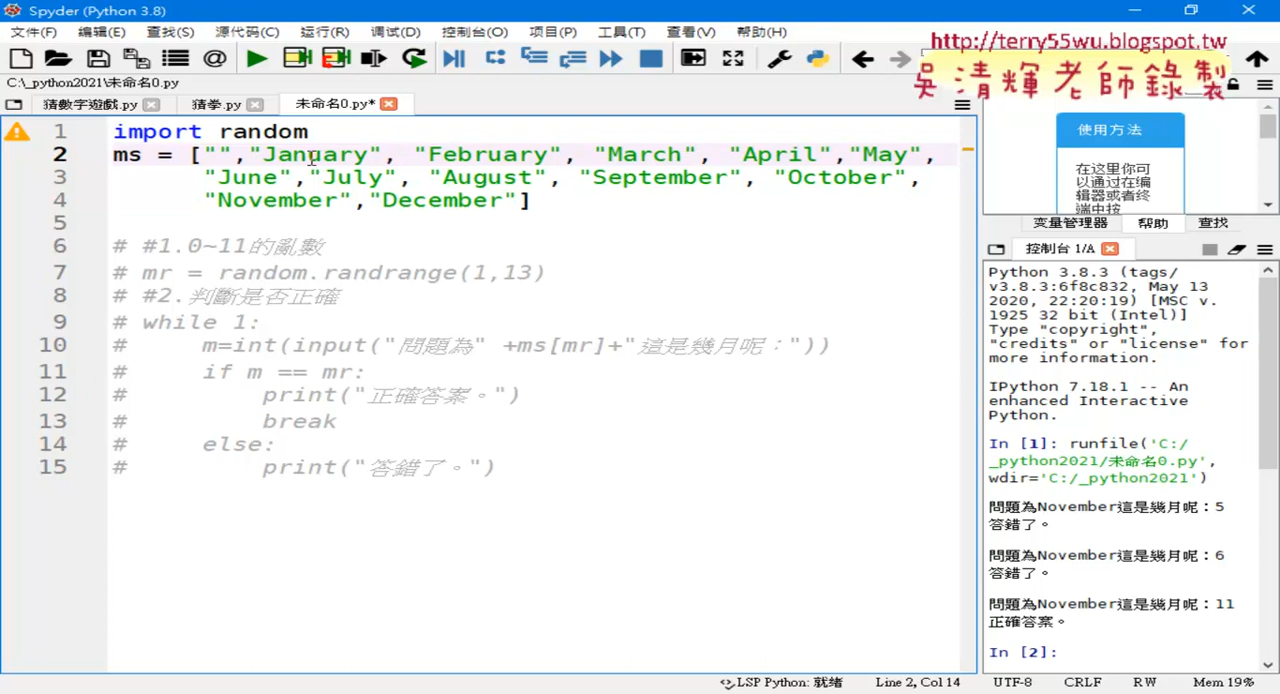 Spyder (Python 3.8)
文件(F) 编辑(E) 查找(S) 源代码(C) 运行(R) 调试(D) 控制台(O) 项目(P) 工具(T) 查看(V) 帮助(H)
http://terry55wu.blogspot.tw
吳清輝老師錄製
C:\_python2021\未命名0.py
猜數字遊戲.py 猜拳.py 未命名0.py*
1 import random
2 ms = ["","January", "February", "March", "April","May",
3 "June","July", "August", "September", "October",
4 "November","December"]
5
6 # #1.0~11的亂數
7 # mr = random.randrange(1,13)
8 # #2.判斷是否正確
9 # while 1:
10 # m=int(input("問題為" +ms[mr]+"這是幾月呢："))
11 # if m == mr:
12 # print("正確答案。")
13 # break
14 # else:
15 # print("答錯了。")
使用方法
在这里你可
以通过在编
辑器或者终
端中按
变量管理器 帮助 查找
控制台 1/A
Python 3.8.3 (tags/
v3.8.3:6f8c832, May 13
2020, 22:20:19) [MSC v.
1925 32 bit (Intel)]
Type "copyright",
"credits" or "license" for
more information.
IPython 7.18.1 -- An
enhanced Interactive
Python.
In [1]: runfile('C:/
_python2021/未命名0.py',
wdir='C:/_python2021')
問題為November這是幾月呢：5
答錯了。
問題為November這是幾月呢：6
答錯了。
問題為November這是幾月呢：11
正確答案。
In [2]:
LSP Python: 就绪 Line 2, Col 14 UTF-8 CRLF RW Mem 19%